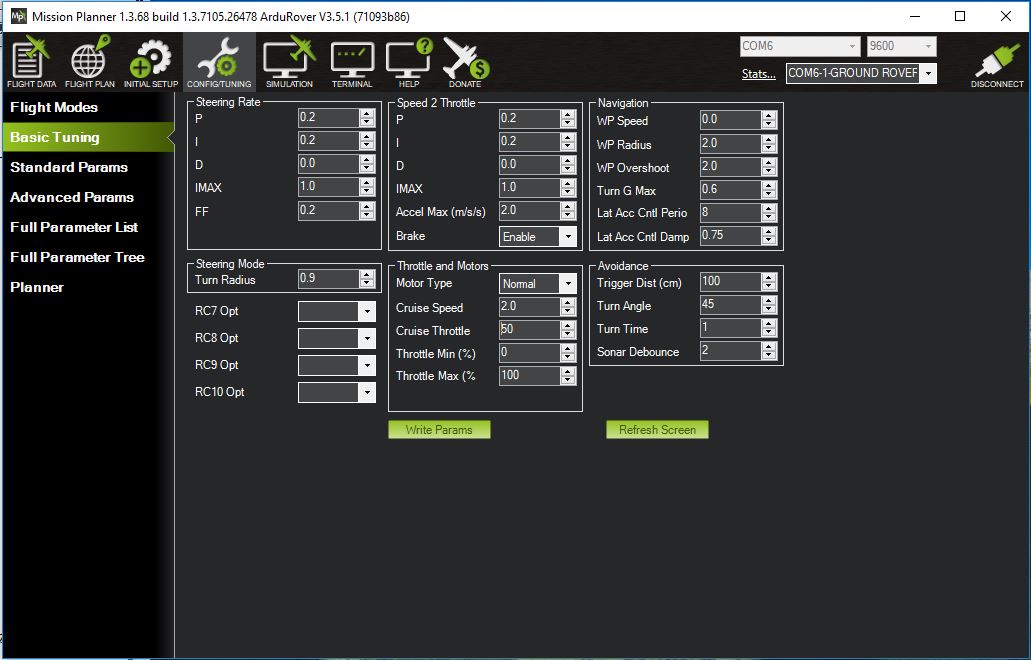 Mission Planner 1.3.68 build 1.3.7105.26478 ArduRover V3.5.1 (71093b86)
FLIGHT DATA FLIGHT PLAN INITIAL SETUP CONFIG/TUNING SIMULATION TERMINAL HELP DONATE
COM6 9600
Stats... COM6-1-GROUND ROVEF
DISCONNECT
Flight Modes
Basic Tuning
Standard Params
Advanced Params
Full Parameter List
Full Parameter Tree
Planner
Steering Rate
P 0.2
I 0.2
D 0.0
IMAX 1.0
FF 0.2
Steering Mode
Turn Radius 0.9
RC7 Opt
RC8 Opt
RC9 Opt
RC10 Opt
Speed 2 Throttle
P 0.2
I 0.2
D 0.0
IMAX 1.0
Accel Max (m/s/s) 2.0
Brake Enable
Throttle and Motors
Motor Type Normal
Cruise Speed 2.0
Cruise Throttle 50
Throttle Min (%) 0
Throttle Max (% 100
Navigation
WP Speed 0.0
WP Radius 2.0
WP Overshoot 2.0
Turn G Max 0.6
Lat Acc Cntl Perio 8
Lat Acc Cntl Damp 0.75
Avoidance
Trigger Dist (cm) 100
Turn Angle 45
Turn Time 1
Sonar Debounce 2
Write Params Refresh Screen